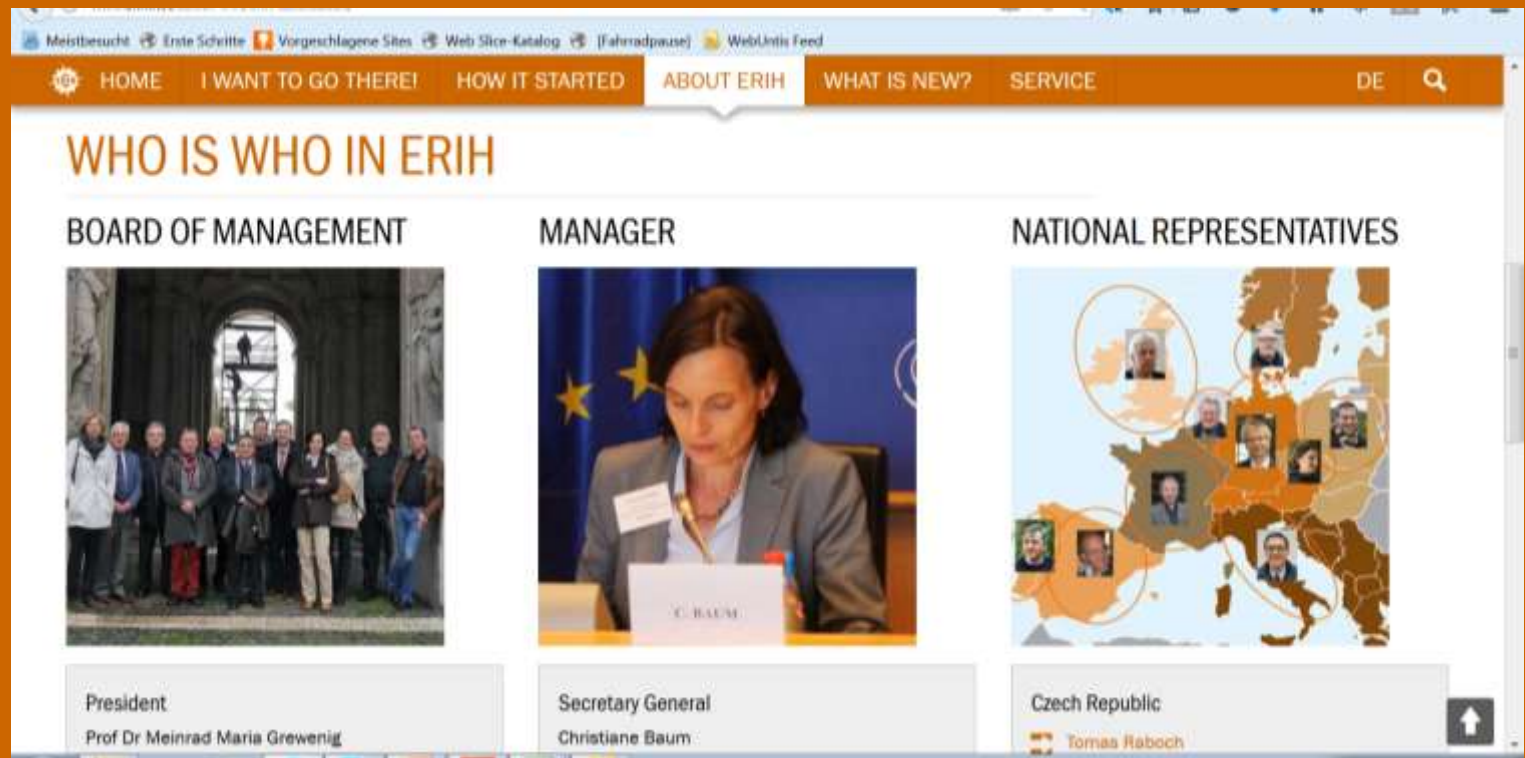 Meistbesucht Erste Schritte Vorgeschlagene Sites Web Slice-Katalog [Fahrradpause] WebUntis Feed
HOME I WANT TO GO THERE! HOW IT STARTED ABOUT ERIH WHAT IS NEW? SERVICE DE
WHO IS WHO IN ERIH
BOARD OF MANAGEMENT MANAGER NATIONAL REPRESENTATIVES
C. BAUM
President Secretary General Czech Republic
Prof Dr Meinrad Maria Grewenig Christiane Baum Tomas Raboch